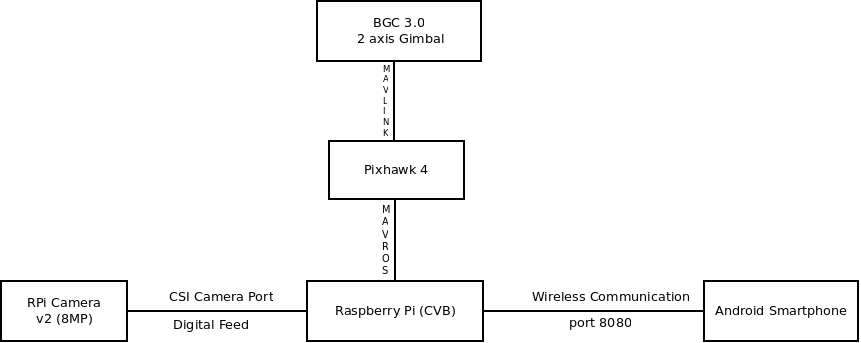 BGC 3.0
2 axis Gimbal
MAVLINK
Pixhawk 4
MAVROS
RPi Camera
v2 (8MP)
CSI Camera Port
Digital Feed
Raspberry Pi (CVB)
Wireless Communication
port 8080
Android Smartphone